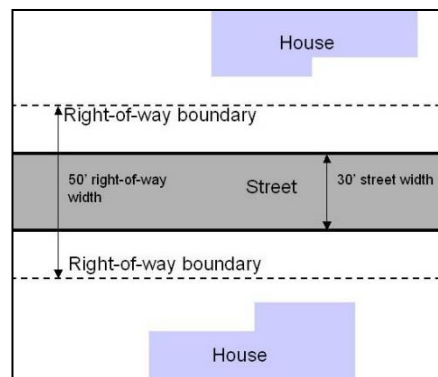 House
Right-of-way boundary
50' right-of-way
width
Street
30' street width
Right-of-way boundary
House